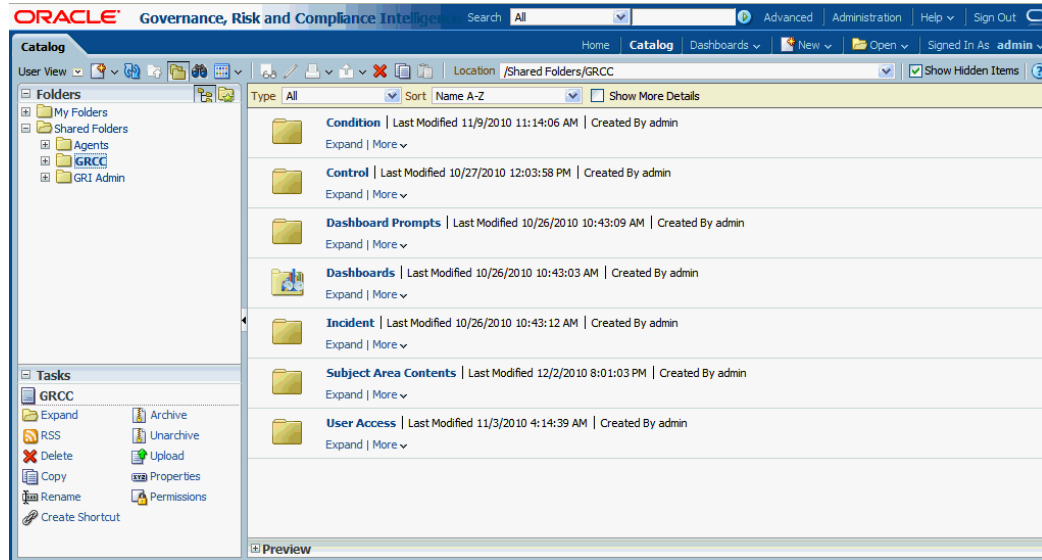 ORACLE Governance, Risk and Compliance Intelligence Search All Advanced Administration Help Sign Out
Catalog Home Catalog Dashboards New Open Signed In As admin
User View Location /Shared Folders/GRCC Show Hidden Items
Folders
My Folders
Shared Folders
Agents
GRCC
GRI Admin
Type All Sort Name A-Z Show More Details
Condition | Last Modified 11/9/2010 11:14:06 AM | Created By admin
Expand | More
Control | Last Modified 10/27/2010 12:03:58 PM | Created By admin
Expand | More
Dashboard Prompts | Last Modified 10/26/2010 10:43:09 AM | Created By admin
Expand | More
Dashboards | Last Modified 10/26/2010 10:43:03 AM | Created By admin
Expand | More
Incident | Last Modified 10/26/2010 10:43:12 AM | Created By admin
Expand | More
Subject Area Contents | Last Modified 12/2/2010 8:01:03 PM | Created By admin
Expand | More
User Access | Last Modified 11/3/2010 4:14:39 AM | Created By admin
Expand | More
Tasks
GRCC
Expand Archive
RSS Unarchive
Delete Upload
Copy Properties
Rename Permissions
Create Shortcut
Preview